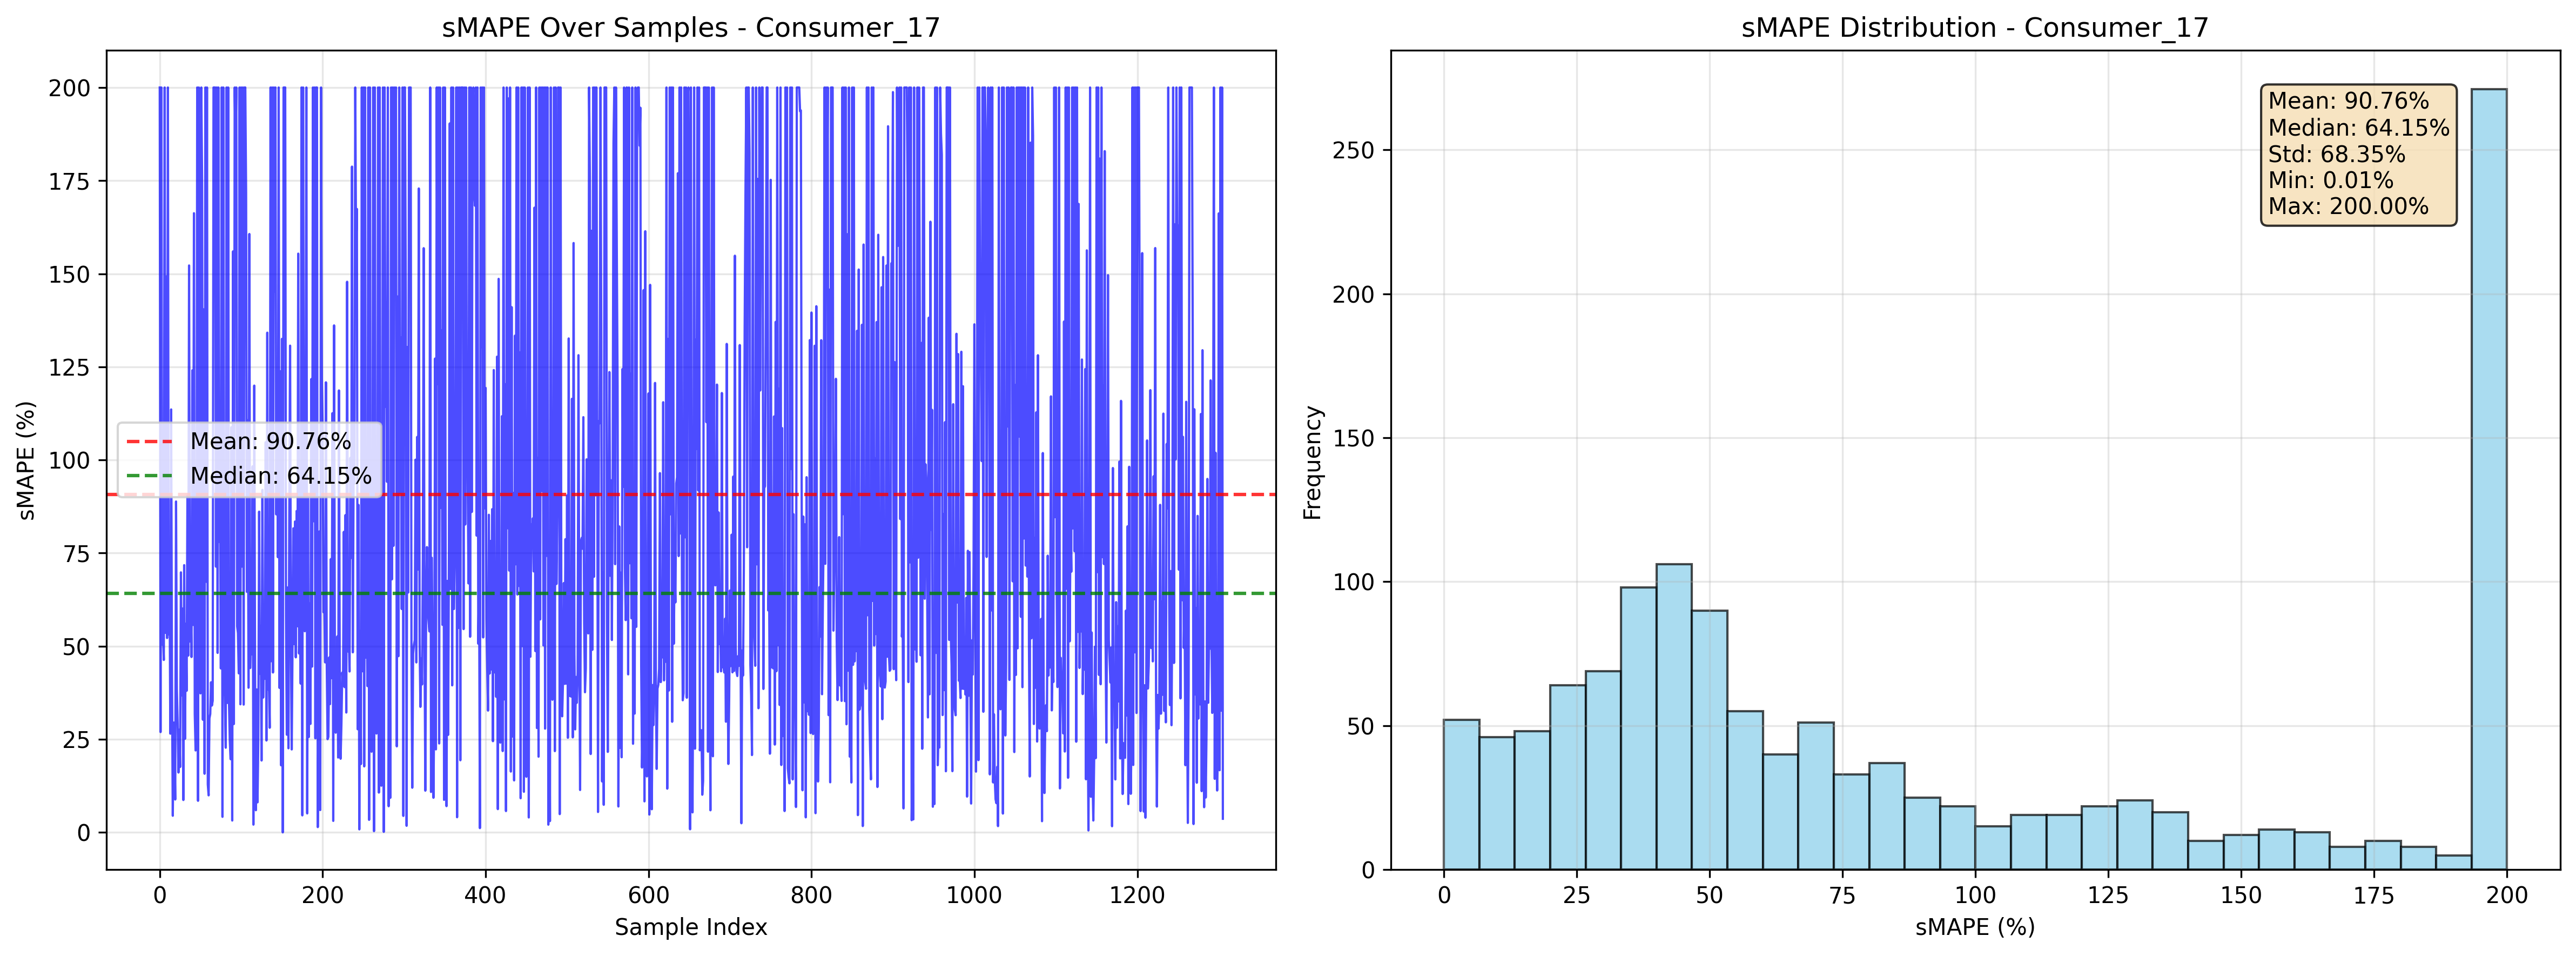 sMAPE Over Samples - Consumer_17
sMAPE (%)
200
175
150
125
100
75
50
25
0
Mean: 90.76%
Median: 64.15%
0 200 400 600 800 1000 1200
Sample Index
sMAPE Distribution - Consumer_17
Frequency
250
200
150
100
50
0
Mean: 90.76%
Median: 64.15%
Std: 68.35%
Min: 0.01%
Max: 200.00%
0 25 50 75 100 125 150 175 200
sMAPE (%)